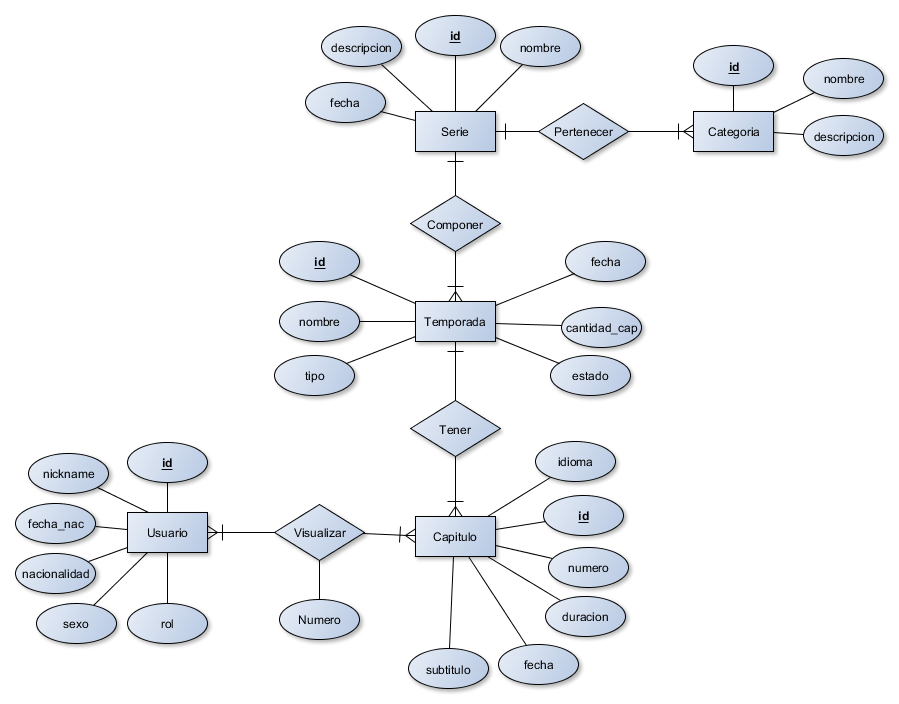 id
descripcion
nombre
id
nombre
fecha
Serie
Pertenecer
Categoria
descripcion
Componer
id
fecha
nombre
Temporada
cantidad_cap
tipo
estado
Tener
idioma
id
nickname
id
fecha_nac
Usuario
Visualizar
Capitulo
nacionalidad
numero
sexo
rol
Numero
duracion
subtitulo
fecha